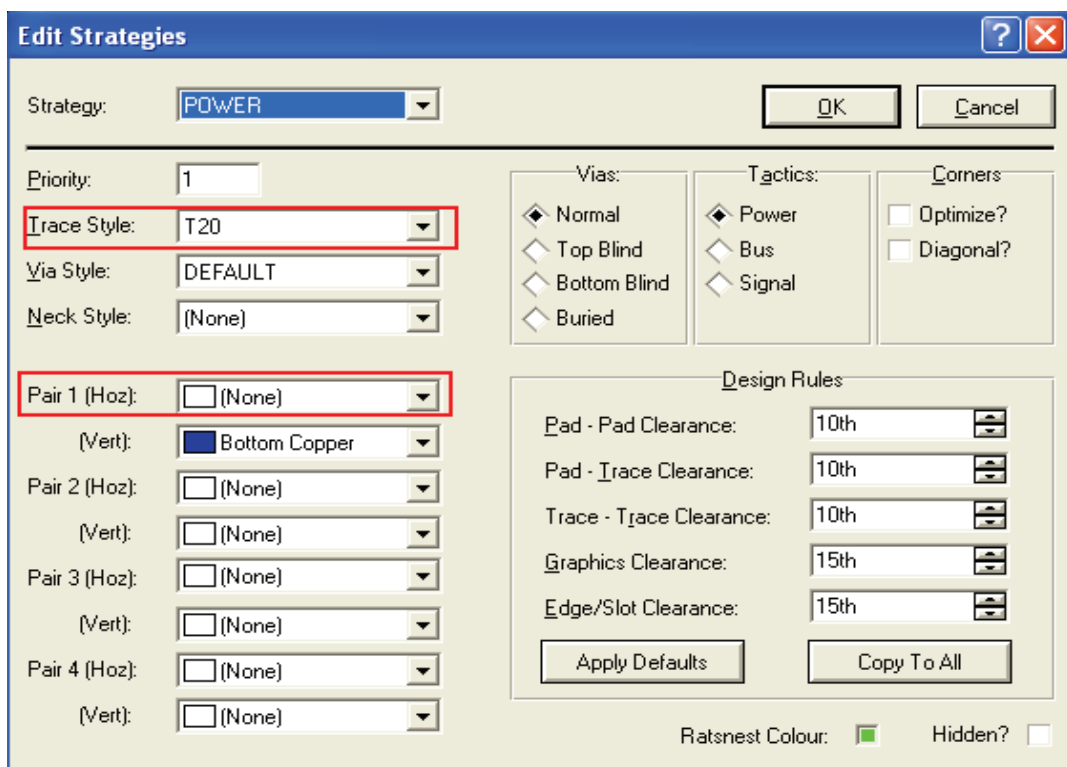 Edit Strategies
Strategy: POWER
OK Cancel
Priority: 1
Trace Style: T20
Via Style: DEFAULT
Neck Style: (None)
Vias:
Normal
Top Blind
Bottom Blind
Buried
Tactics:
Power
Bus
Signal
Corners
Optimize?
Diagonal?
Pair 1 (Hoz): (None)
(Vert): Bottom Copper
Pair 2 (Hoz): (None)
(Vert): (None)
Pair 3 (Hoz): (None)
(Vert): (None)
Pair 4 (Hoz): (None)
(Vert): (None)
Design Rules
Pad - Pad Clearance: 10th
Pad - Trace Clearance: 10th
Trace - Trace Clearance: 10th
Graphics Clearance: 15th
Edge/Slot Clearance: 15th
Apply Defaults Copy To All
Ratsnest Colour: Hidden?